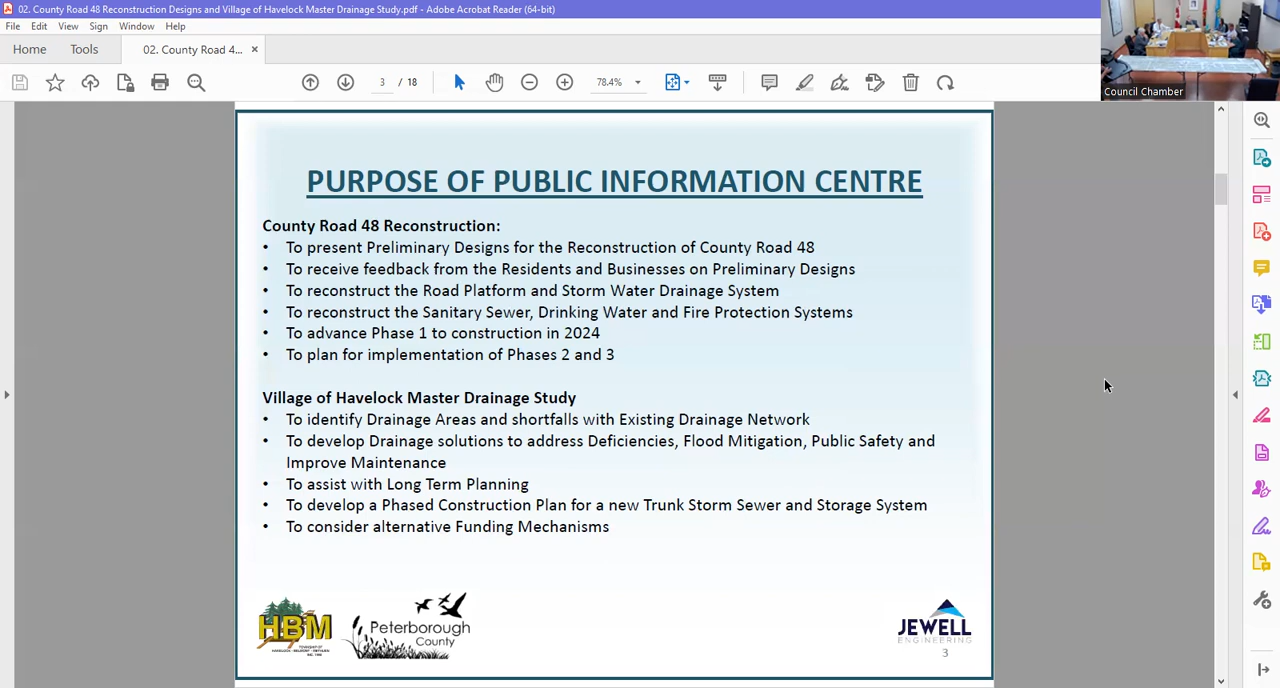 02. County Road 48 Reconstruction Designs and Village of Havelock Master Drainage Study.pdf - Adobe Acrobat Reader (64-bit)
File Edit View Sign Window Help
Home Tools 02. County Road 4... ×
3 / 18 78.4%
Council Chamber
PURPOSE OF PUBLIC INFORMATION CENTRE
County Road 48 Reconstruction:
• To present Preliminary Designs for the Reconstruction of County Road 48
• To receive feedback from the Residents and Businesses on Preliminary Designs
• To reconstruct the Road Platform and Storm Water Drainage System
• To reconstruct the Sanitary Sewer, Drinking Water and Fire Protection Systems
• To advance Phase 1 to construction in 2024
• To plan for implementation of Phases 2 and 3
Village of Havelock Master Drainage Study
• To identify Drainage Areas and shortfalls with Existing Drainage Network
• To develop Drainage solutions to address Deficiencies, Flood Mitigation, Public Safety and
Improve Maintenance
• To assist with Long Term Planning
• To develop a Phased Construction Plan for a new Trunk Storm Sewer and Storage System
• To consider alternative Funding Mechanisms
HBM
Peterborough
County
JEWELL
ENGINEERING
3